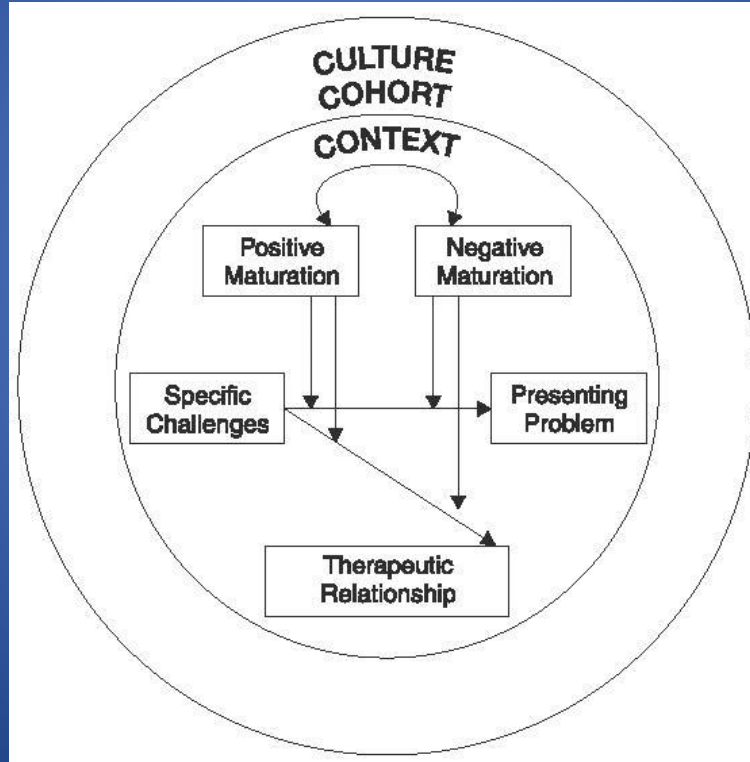 CULTURE
COHORT
CONTEXT
Positive
Maturation
Negative
Maturation
Specific
Challenges
Presenting
Problem
Therapeutic
Relationship